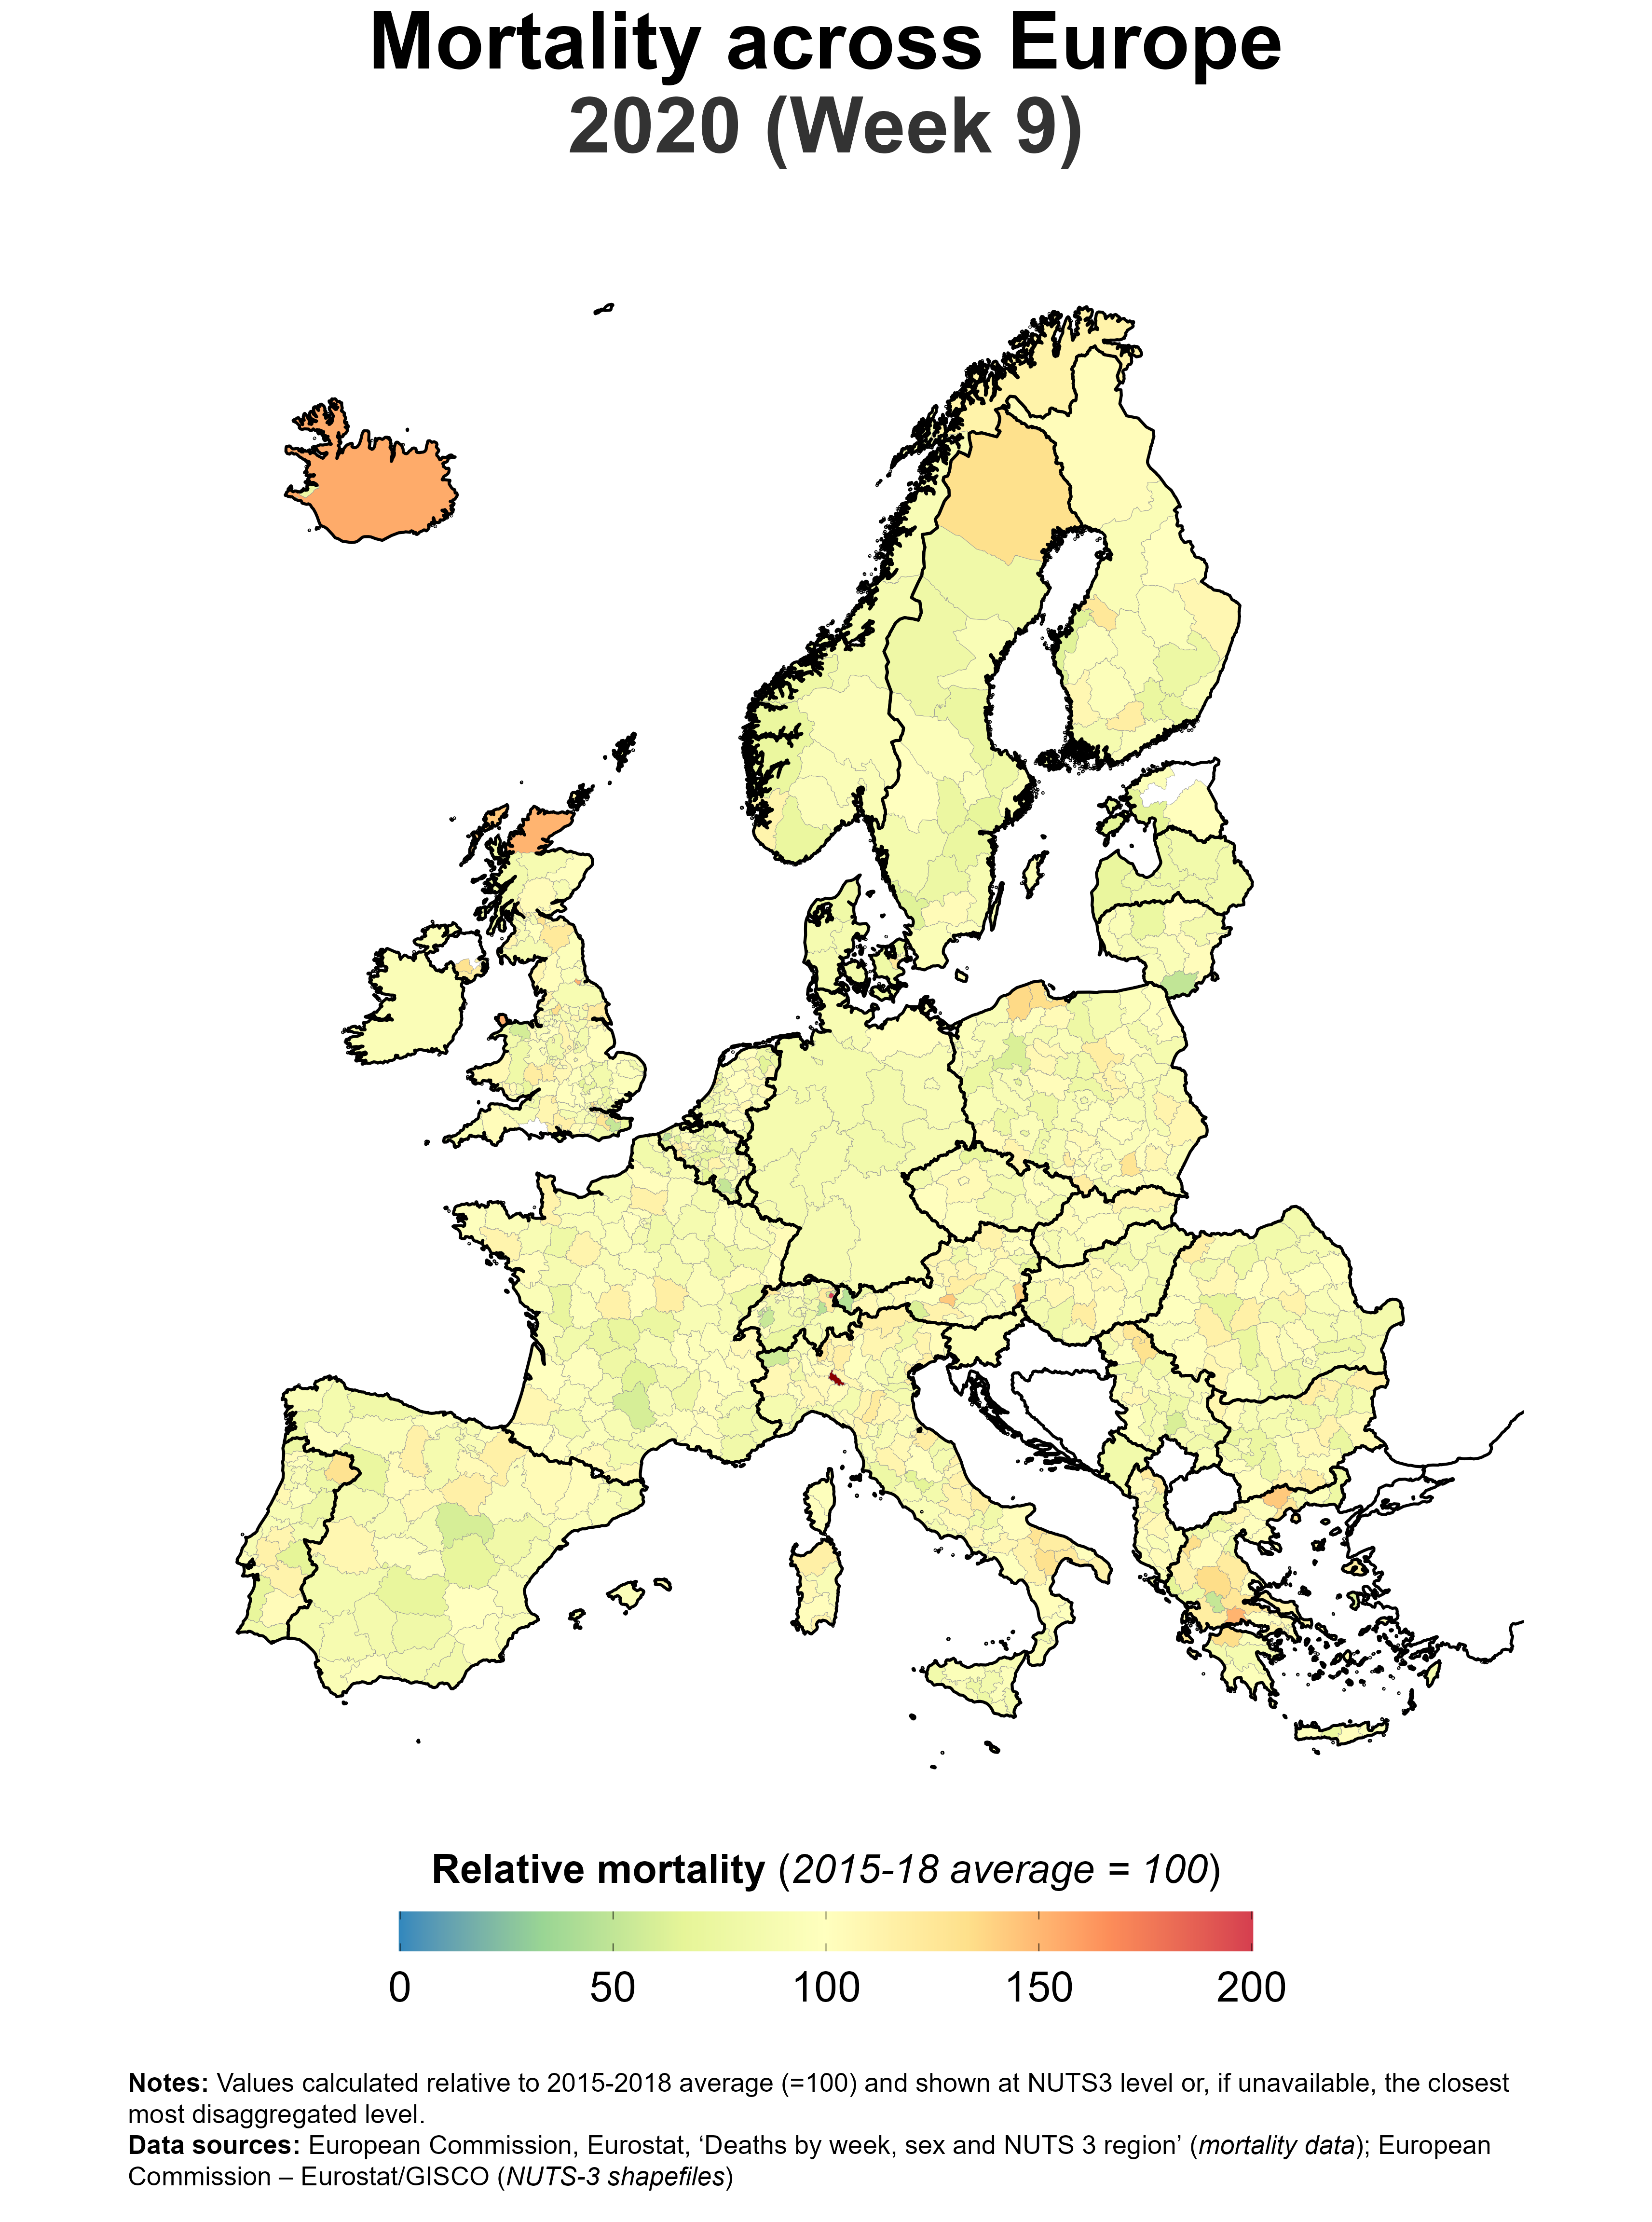 Mortality across Europe
2020 (Week 9)
Relative mortality (2015-18 average = 100)
0 50 100 150 200
Notes: Values calculated relative to 2015-2018 average (=100) and shown at NUTS3 level or, if unavailable, the closest
most disaggregated level.
Data sources: European Commission, Eurostat, ‘Deaths by week, sex and NUTS 3 region’ (mortality data); European
Commission – Eurostat/GISCO (NUTS-3 shapefiles)